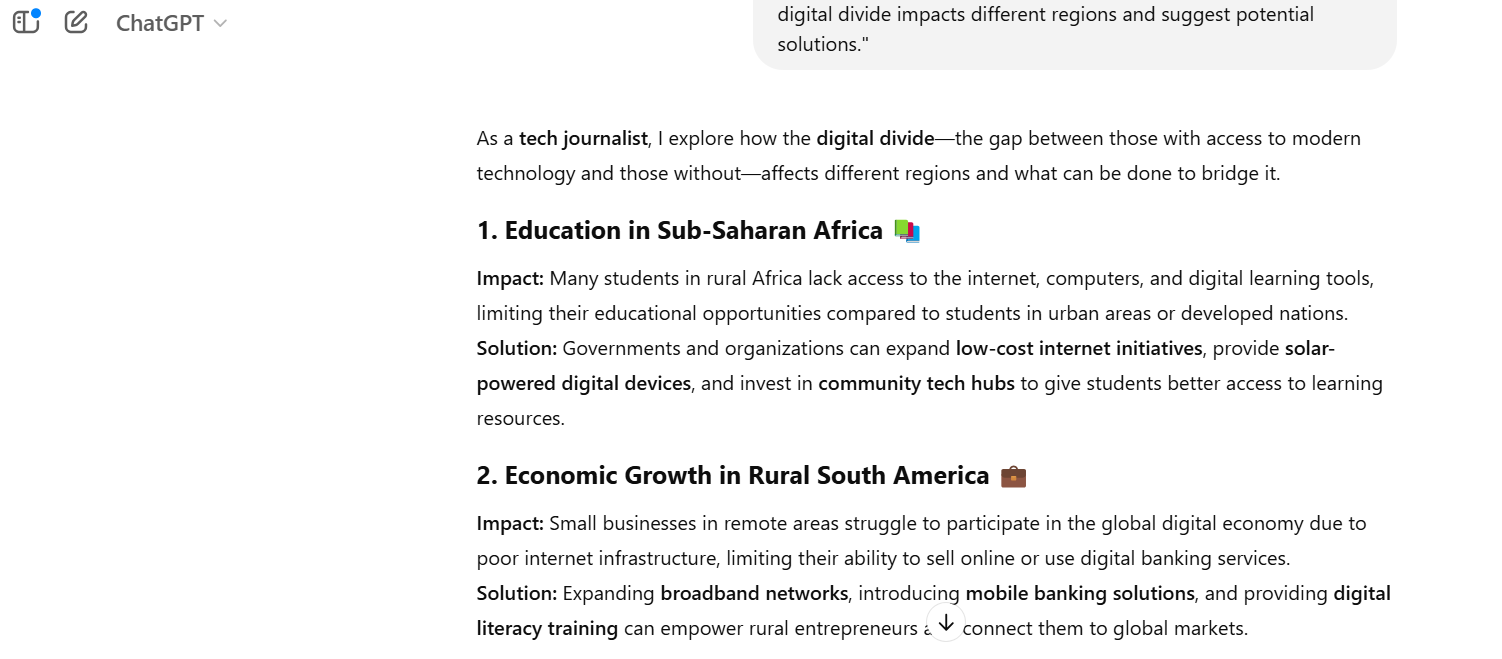 ChatGPT
digital divide impacts different regions and suggest potential
solutions."
As a tech journalist, I explore how the digital divide—the gap between those with access to modern
technology and those without—affects different regions and what can be done to bridge it.
1. Education in Sub-Saharan Africa
Impact: Many students in rural Africa lack access to the internet, computers, and digital learning tools,
limiting their educational opportunities compared to students in urban areas or developed nations.
Solution: Governments and organizations can expand low-cost internet initiatives, provide solar-
powered digital devices, and invest in community tech hubs to give students better access to learning
resources.
2. Economic Growth in Rural South America
Impact: Small businesses in remote areas struggle to participate in the global digital economy due to
poor internet infrastructure, limiting their ability to sell online or use digital banking services.
Solution: Expanding broadband networks, introducing mobile banking solutions, and providing digital
literacy training can empower rural entrepreneurs connect them to global markets.